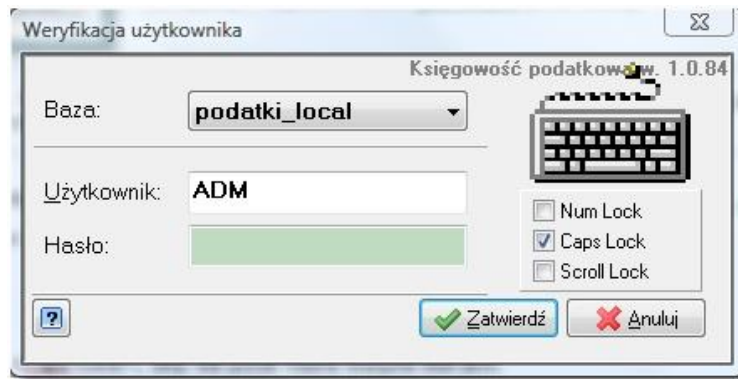 Weryfikacja użytkownika
Księgowość podatkowa w. 1.0.84
Baza: podatki_local
Użytkownik: ADM
Hasło:
Num Lock
Caps Lock
Scroll Lock
Zatwierdź Anuluj